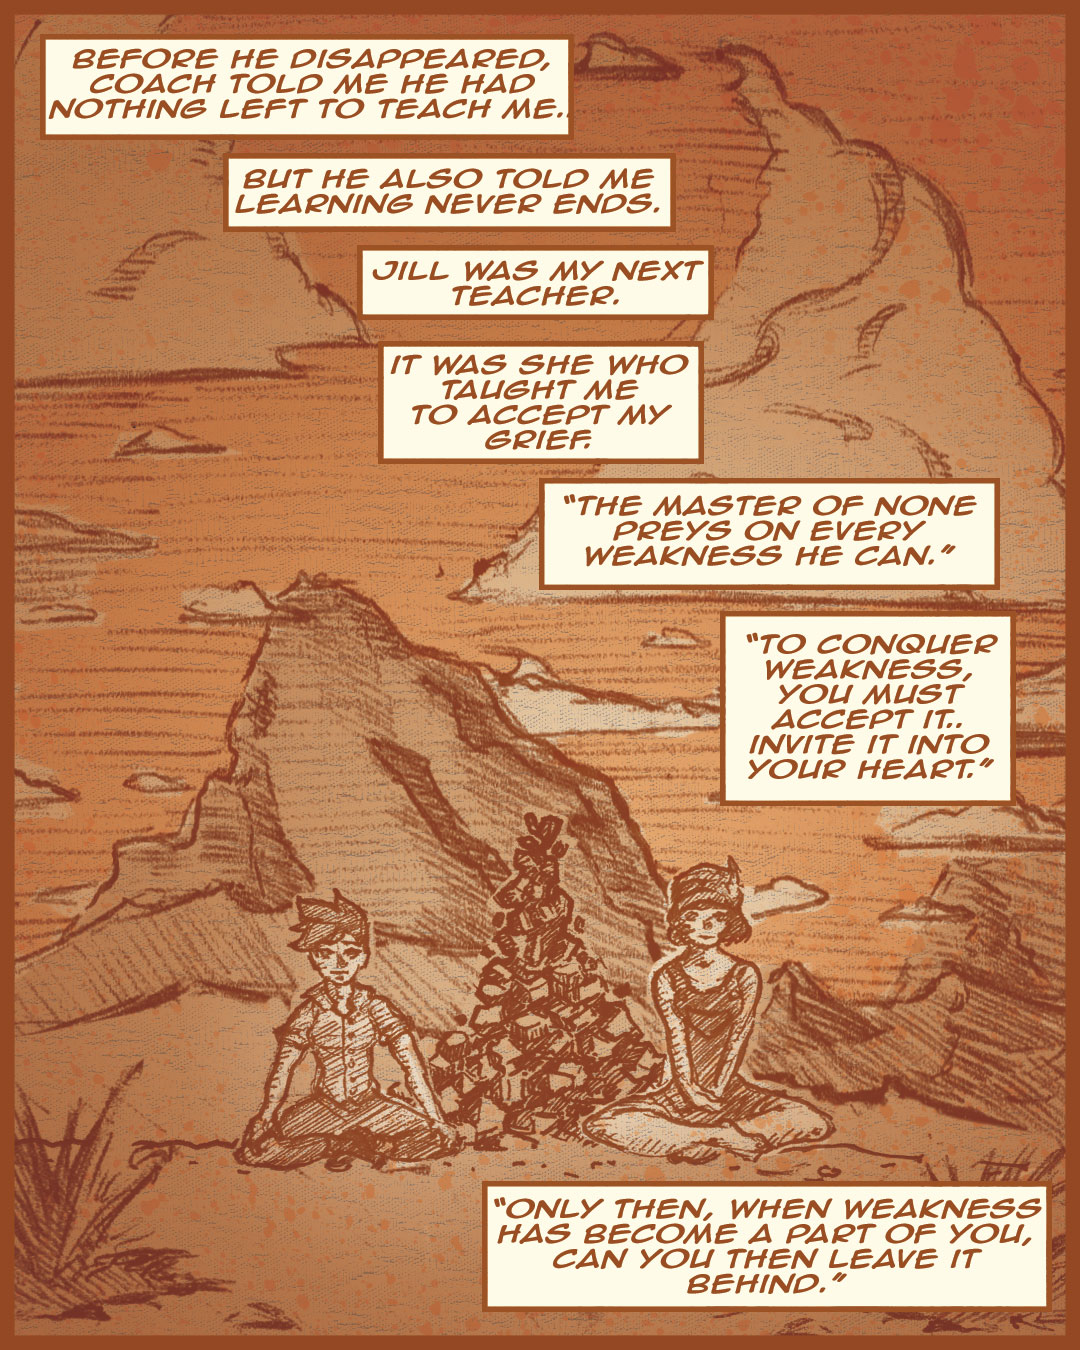 BEFORE HE DISAPPEARED,
COACH TOLD ME HE HAD
NOTHING LEFT TO TEACH ME..
BUT HE ALSO TOLD ME
LEARNING NEVER ENDS.
JILL WAS MY NEXT
TEACHER.
IT WAS SHE WHO
TAUGHT ME
TO ACCEPT MY
GRIEF.
"THE MASTER OF NONE
PREYS ON EVERY
WEAKNESS HE CAN."
"TO CONQUER
WEAKNESS,
YOU MUST
ACCEPT IT..
INVITE IT INTO
YOUR HEART."
"ONLY THEN, WHEN WEAKNESS
HAS BECOME A PART OF YOU,
CAN YOU THEN LEAVE IT
BEHIND."